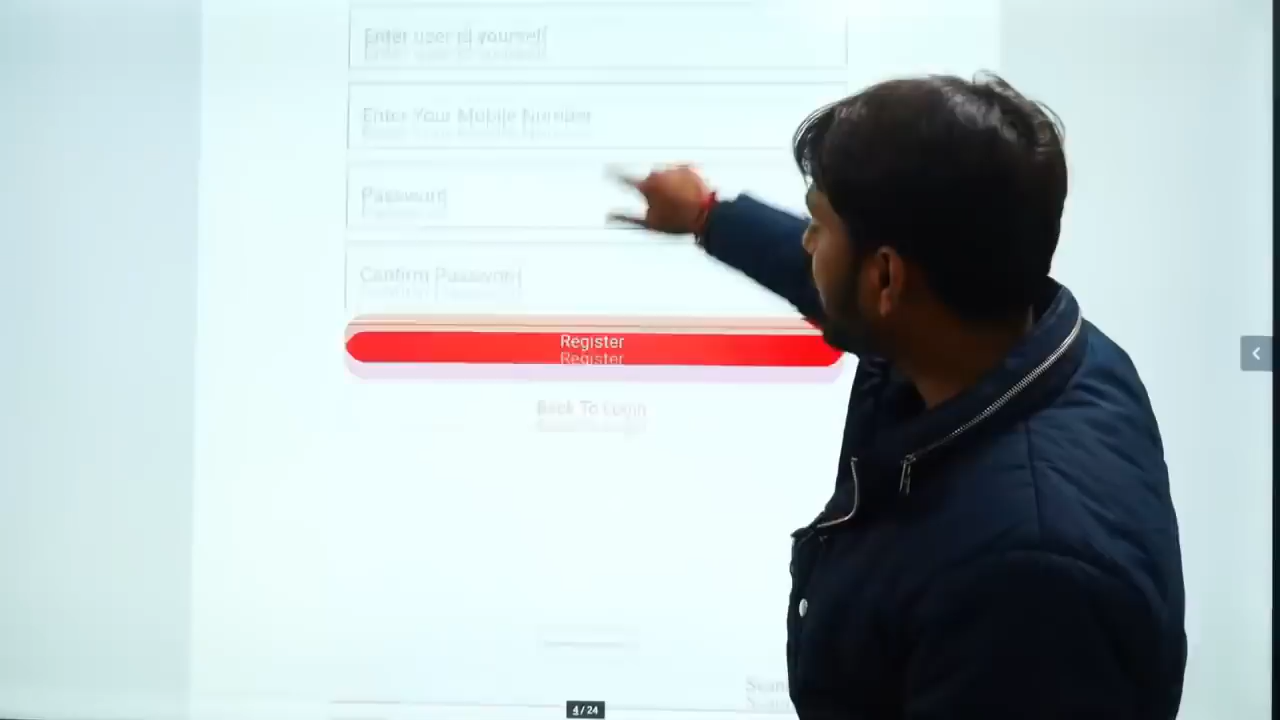 Enter user id yourself
Enter Your Mobile Number
Password
Confirm Password
Register
Back To Login
4 / 24